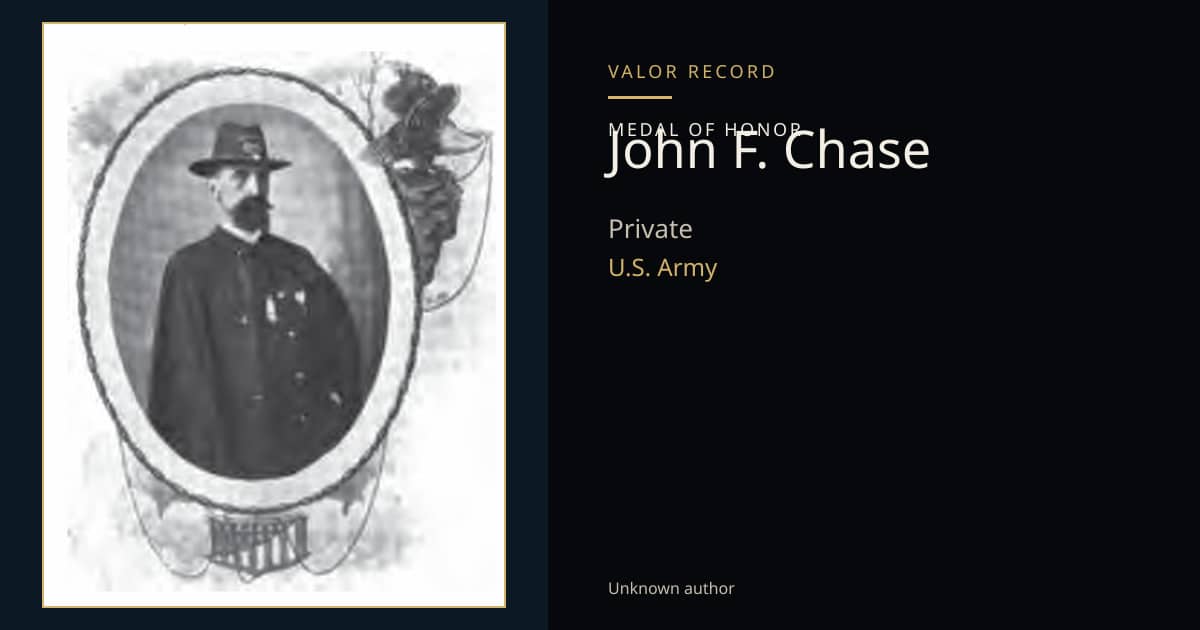 VALOR RECORD
MEDAL OF HONOR
John F. Chase
Private
U.S. Army
Unknown author